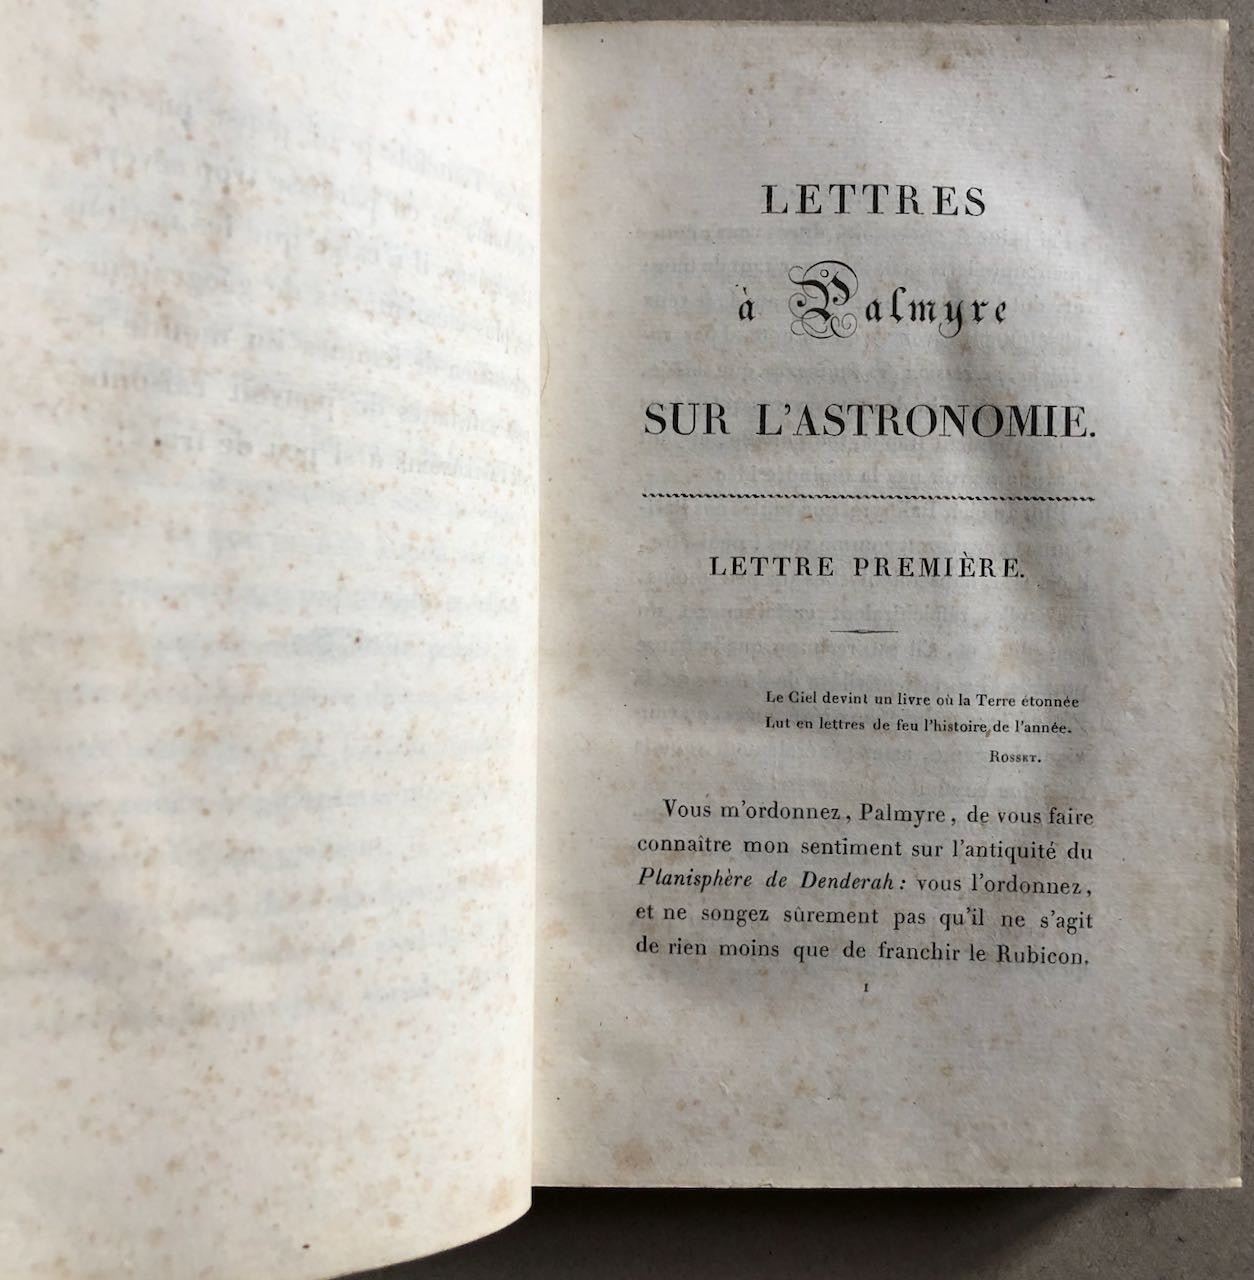 LETTRES
à Palmyre
SUR L'ASTRONOMIE.
LETTRE PREMIÈRE.
Le Ciel devint un livre où la Terre étonnée
Lut en lettres de feu l'histoire de l'année.
ROSSET.
Vous m'ordonnez, Palmyre, de vous faire
connaître mon sentiment sur l'antiquité du
Planisphère de Denderah : vous l'ordonnez,
et ne songez sûrement pas qu'il ne s'agit
de rien moins que de franchir le Rubicon.
1